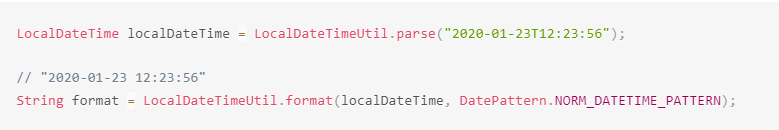 LocalDateTime localDateTime = LocalDateTimeUtil.parse("2020-01-23T12:23:56");
// "2020-01-23 12:23:56"
String format = LocalDateTimeUtil.format(localDateTime, DatePattern.NORM_DATETIME_PATTERN);